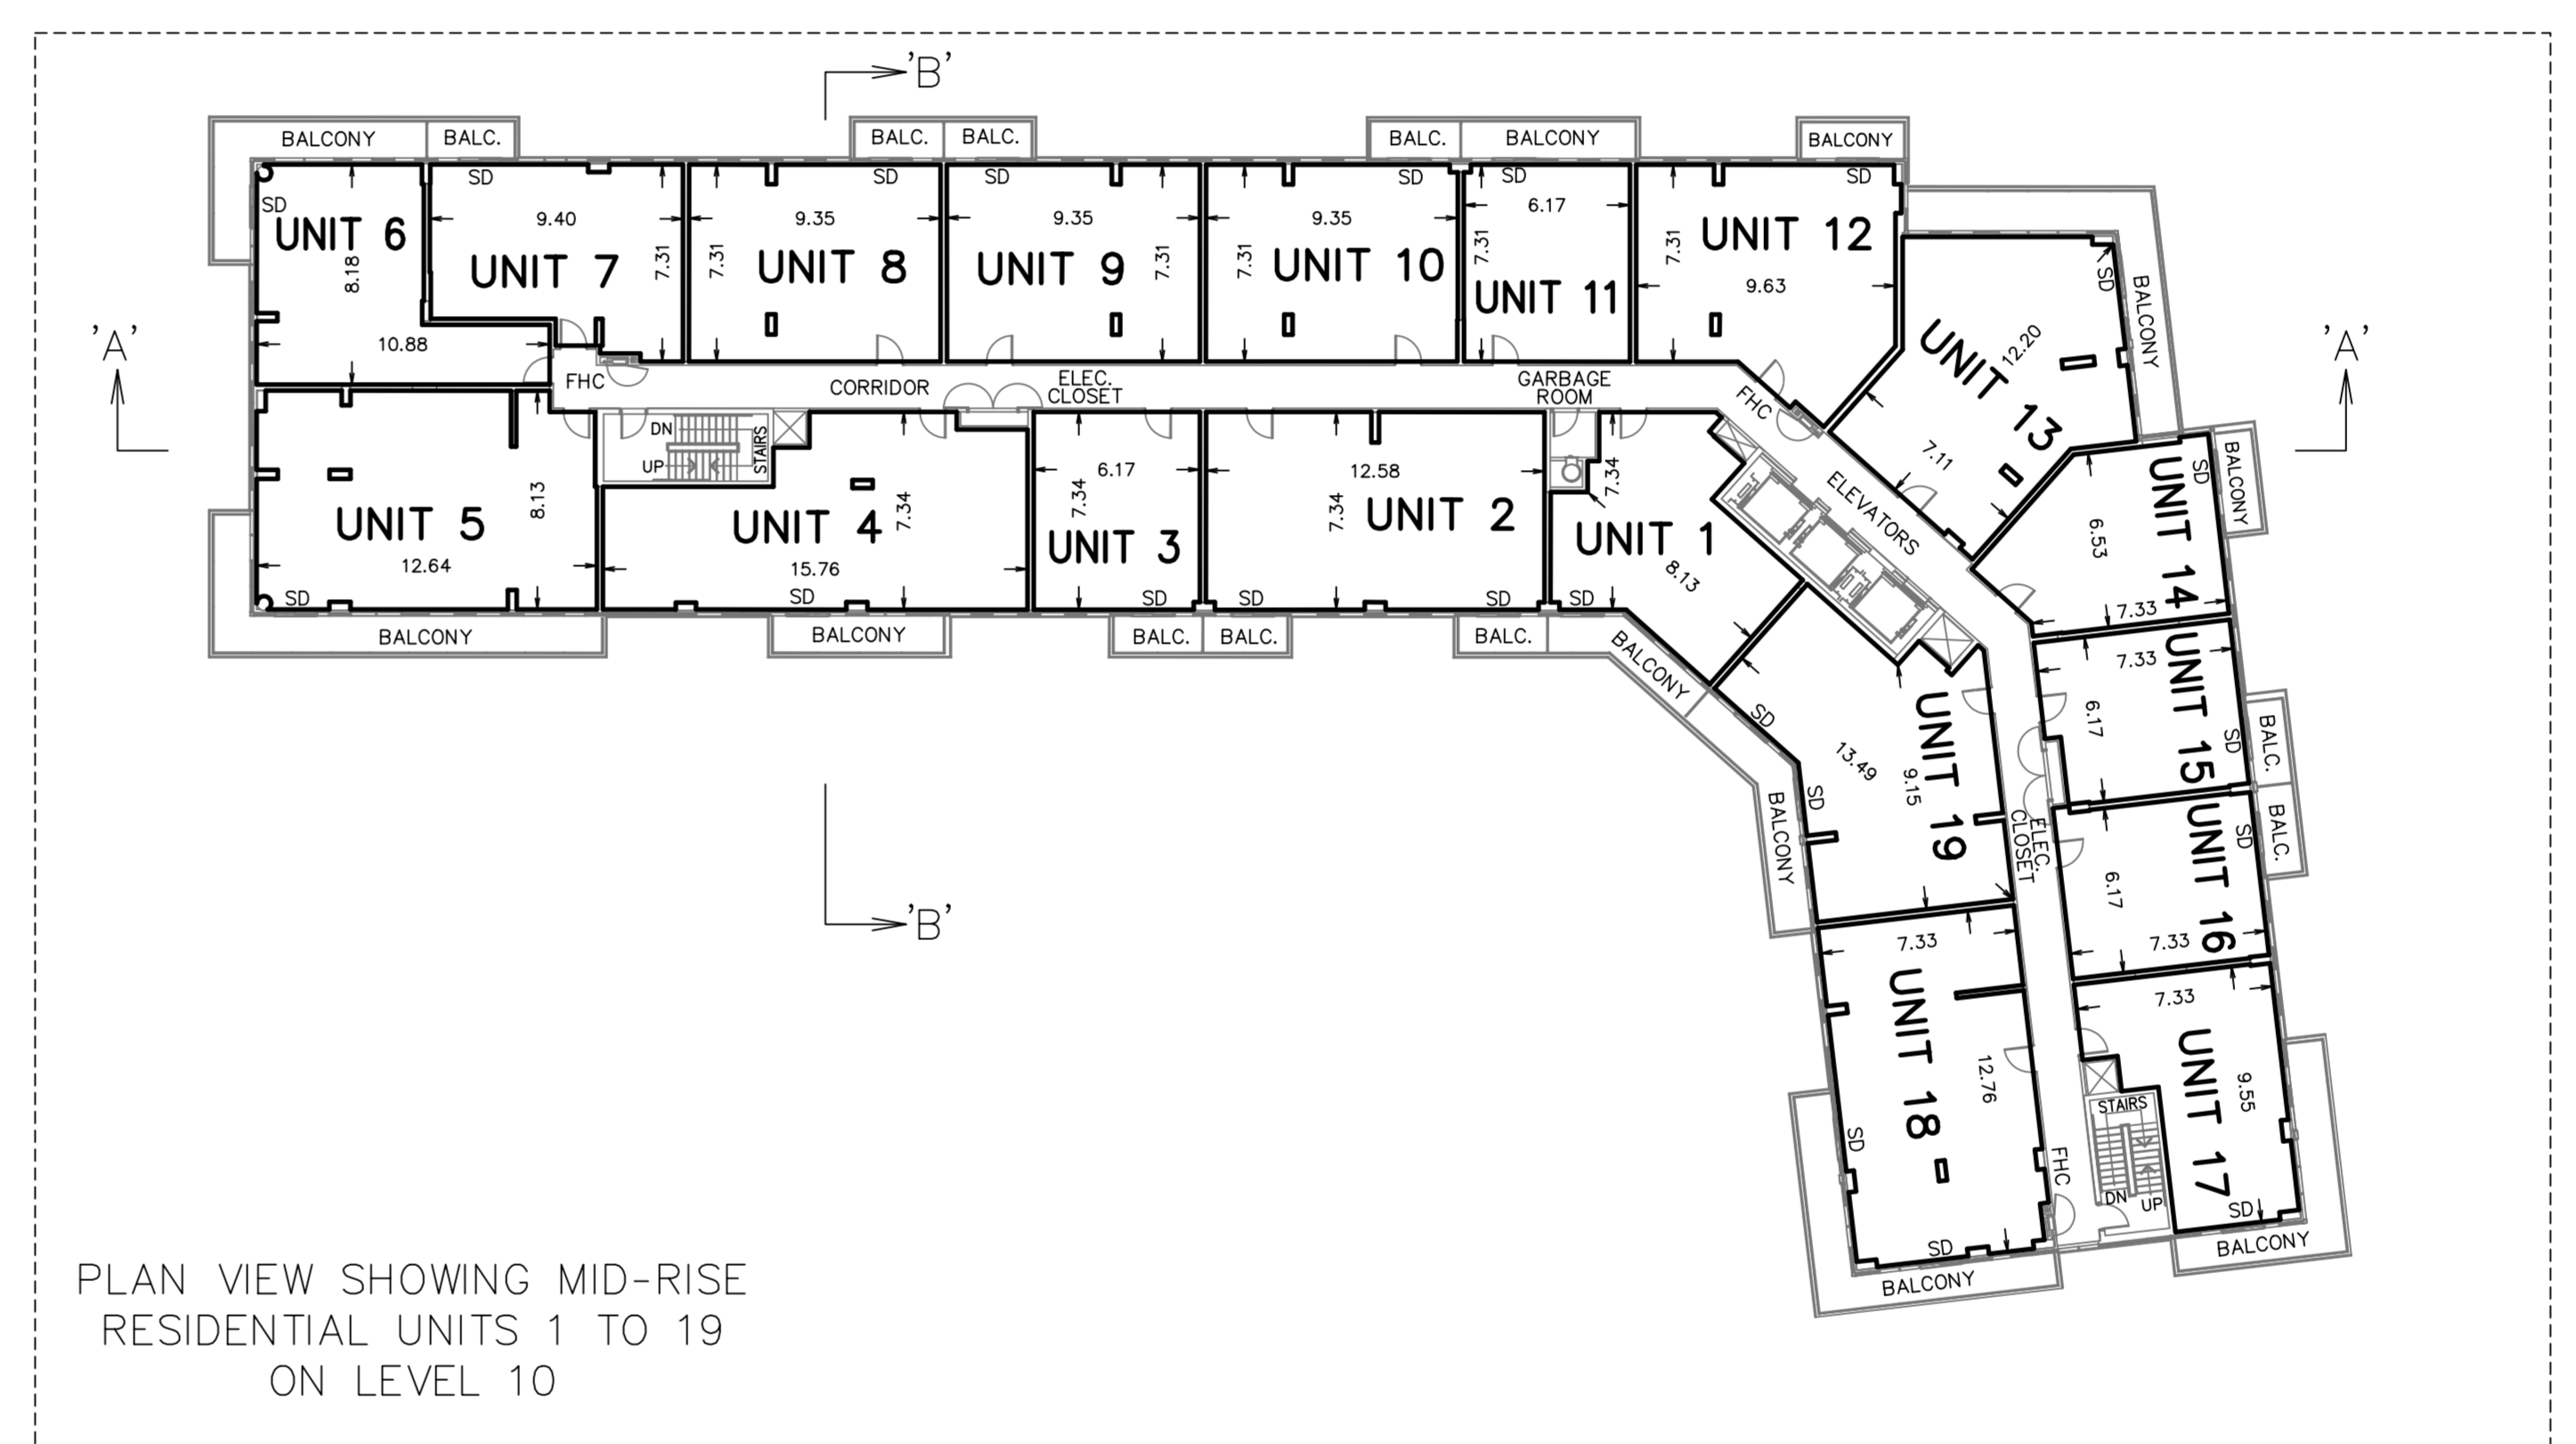 'B'
BALCONY
BALC.
BALC.
BALC.
BALC.
BALCONY
BALCONY
SD
SD
SD
SD
SD
SD
SD
SD
UNIT 6
8.18
10.88
9.40
UNIT 7
7.31
9.35
UNIT 8
7.31
9.35
UNIT 9
7.31
9.35
UNIT 10
7.31
6.17
UNIT 11
7.31
UNIT 12
9.63
7.31
SD
BALCONY
UNIT 13
12.20
7.11
'A'
'A'
FHC
CORRIDOR
ELEC.
CLOSET
GARBAGE
ROOM
FHC
ELEVATORS
DN
UP
STAIRS
UNIT 5
8.13
12.64
SD
UNIT 4
7.34
15.76
SD
6.17
7.34
UNIT 3
SD
12.58
7.34
UNIT 2
SD
SD
7.34
UNIT 1
8.13
SD
BALCONY
BALCONY
BALC.
BALC.
BALC.
BALCONY
UNIT 14
SD
6.53
7.33
BALCONY
UNIT 15
7.33
6.17
SD
BALC.
UNIT 16
SD
6.17
7.33
BALC.
UNIT 19
SD
SD
13.49
9.15
BALCONY
ELEC.
CLOSET
7.33
UNIT 18
12.76
SD
SD
BALCONY
FHC
7.33
UNIT 17
9.55
STAIRS
DN
UP
SD
BALCONY
'B'
PLAN VIEW SHOWING MID-RISE
RESIDENTIAL UNITS 1 TO 19
ON LEVEL 10